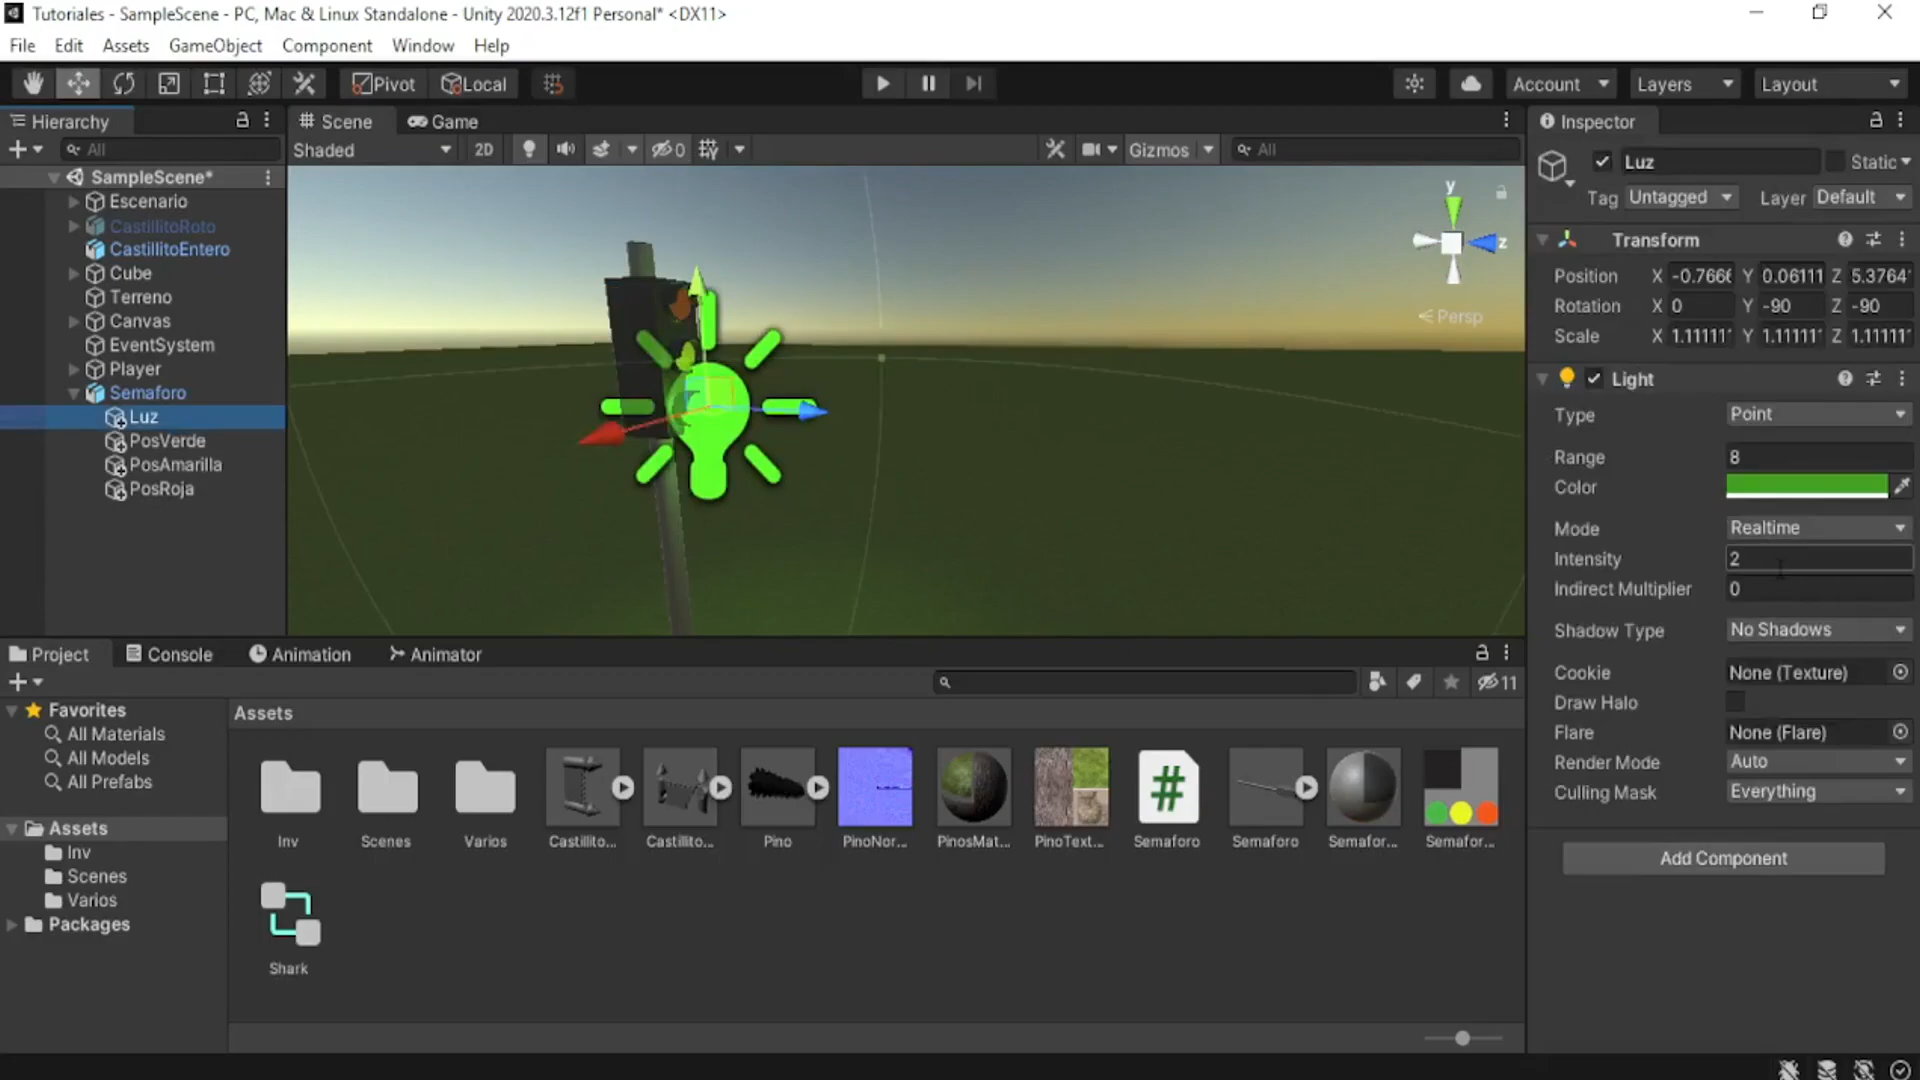 Tutoriales - SampleScene - PC, Mac & Linux Standalone - Unity 2020.3.12f1 Personal* <DX11>
File Edit Assets GameObject Component Window Help
Pivot Local Account Layers Layout
Hierarchy
All
SampleScene*
Escenario
CastillitoRoto
CastillitoEntero
Cube
Terreno
Canvas
EventSystem
Player
Semaforo
Luz
PosVerde
PosAmarilla
PosRoja
Scene Game
Shaded 2D 0 Gizmos All
y
z
Persp
Inspector
Luz Static
Tag Untagged Layer Default
Transform
Position X -0.7666 Y 0.06111 Z 5.3764
Rotation X 0 Y -90 Z -90
Scale X 1.11111 Y 1.11111 Z 1.11111
Light
Type Point
Range 8
Color
Mode Realtime
Intensity 2
Indirect Multiplier 0
Shadow Type No Shadows
Cookie None (Texture)
Draw Halo
Flare None (Flare)
Render Mode Auto
Culling Mask Everything
Add Component
Project Console Animation Animator
11
Favorites
All Materials
All Models
All Prefabs
Assets
Inv
Scenes
Varios
Packages
Assets
Inv Scenes Varios Castillito... Castillito... Pino PinoNor... PinosMat... PinoText... Semaforo Semaforo Semafor... Semafor...
#
Shark